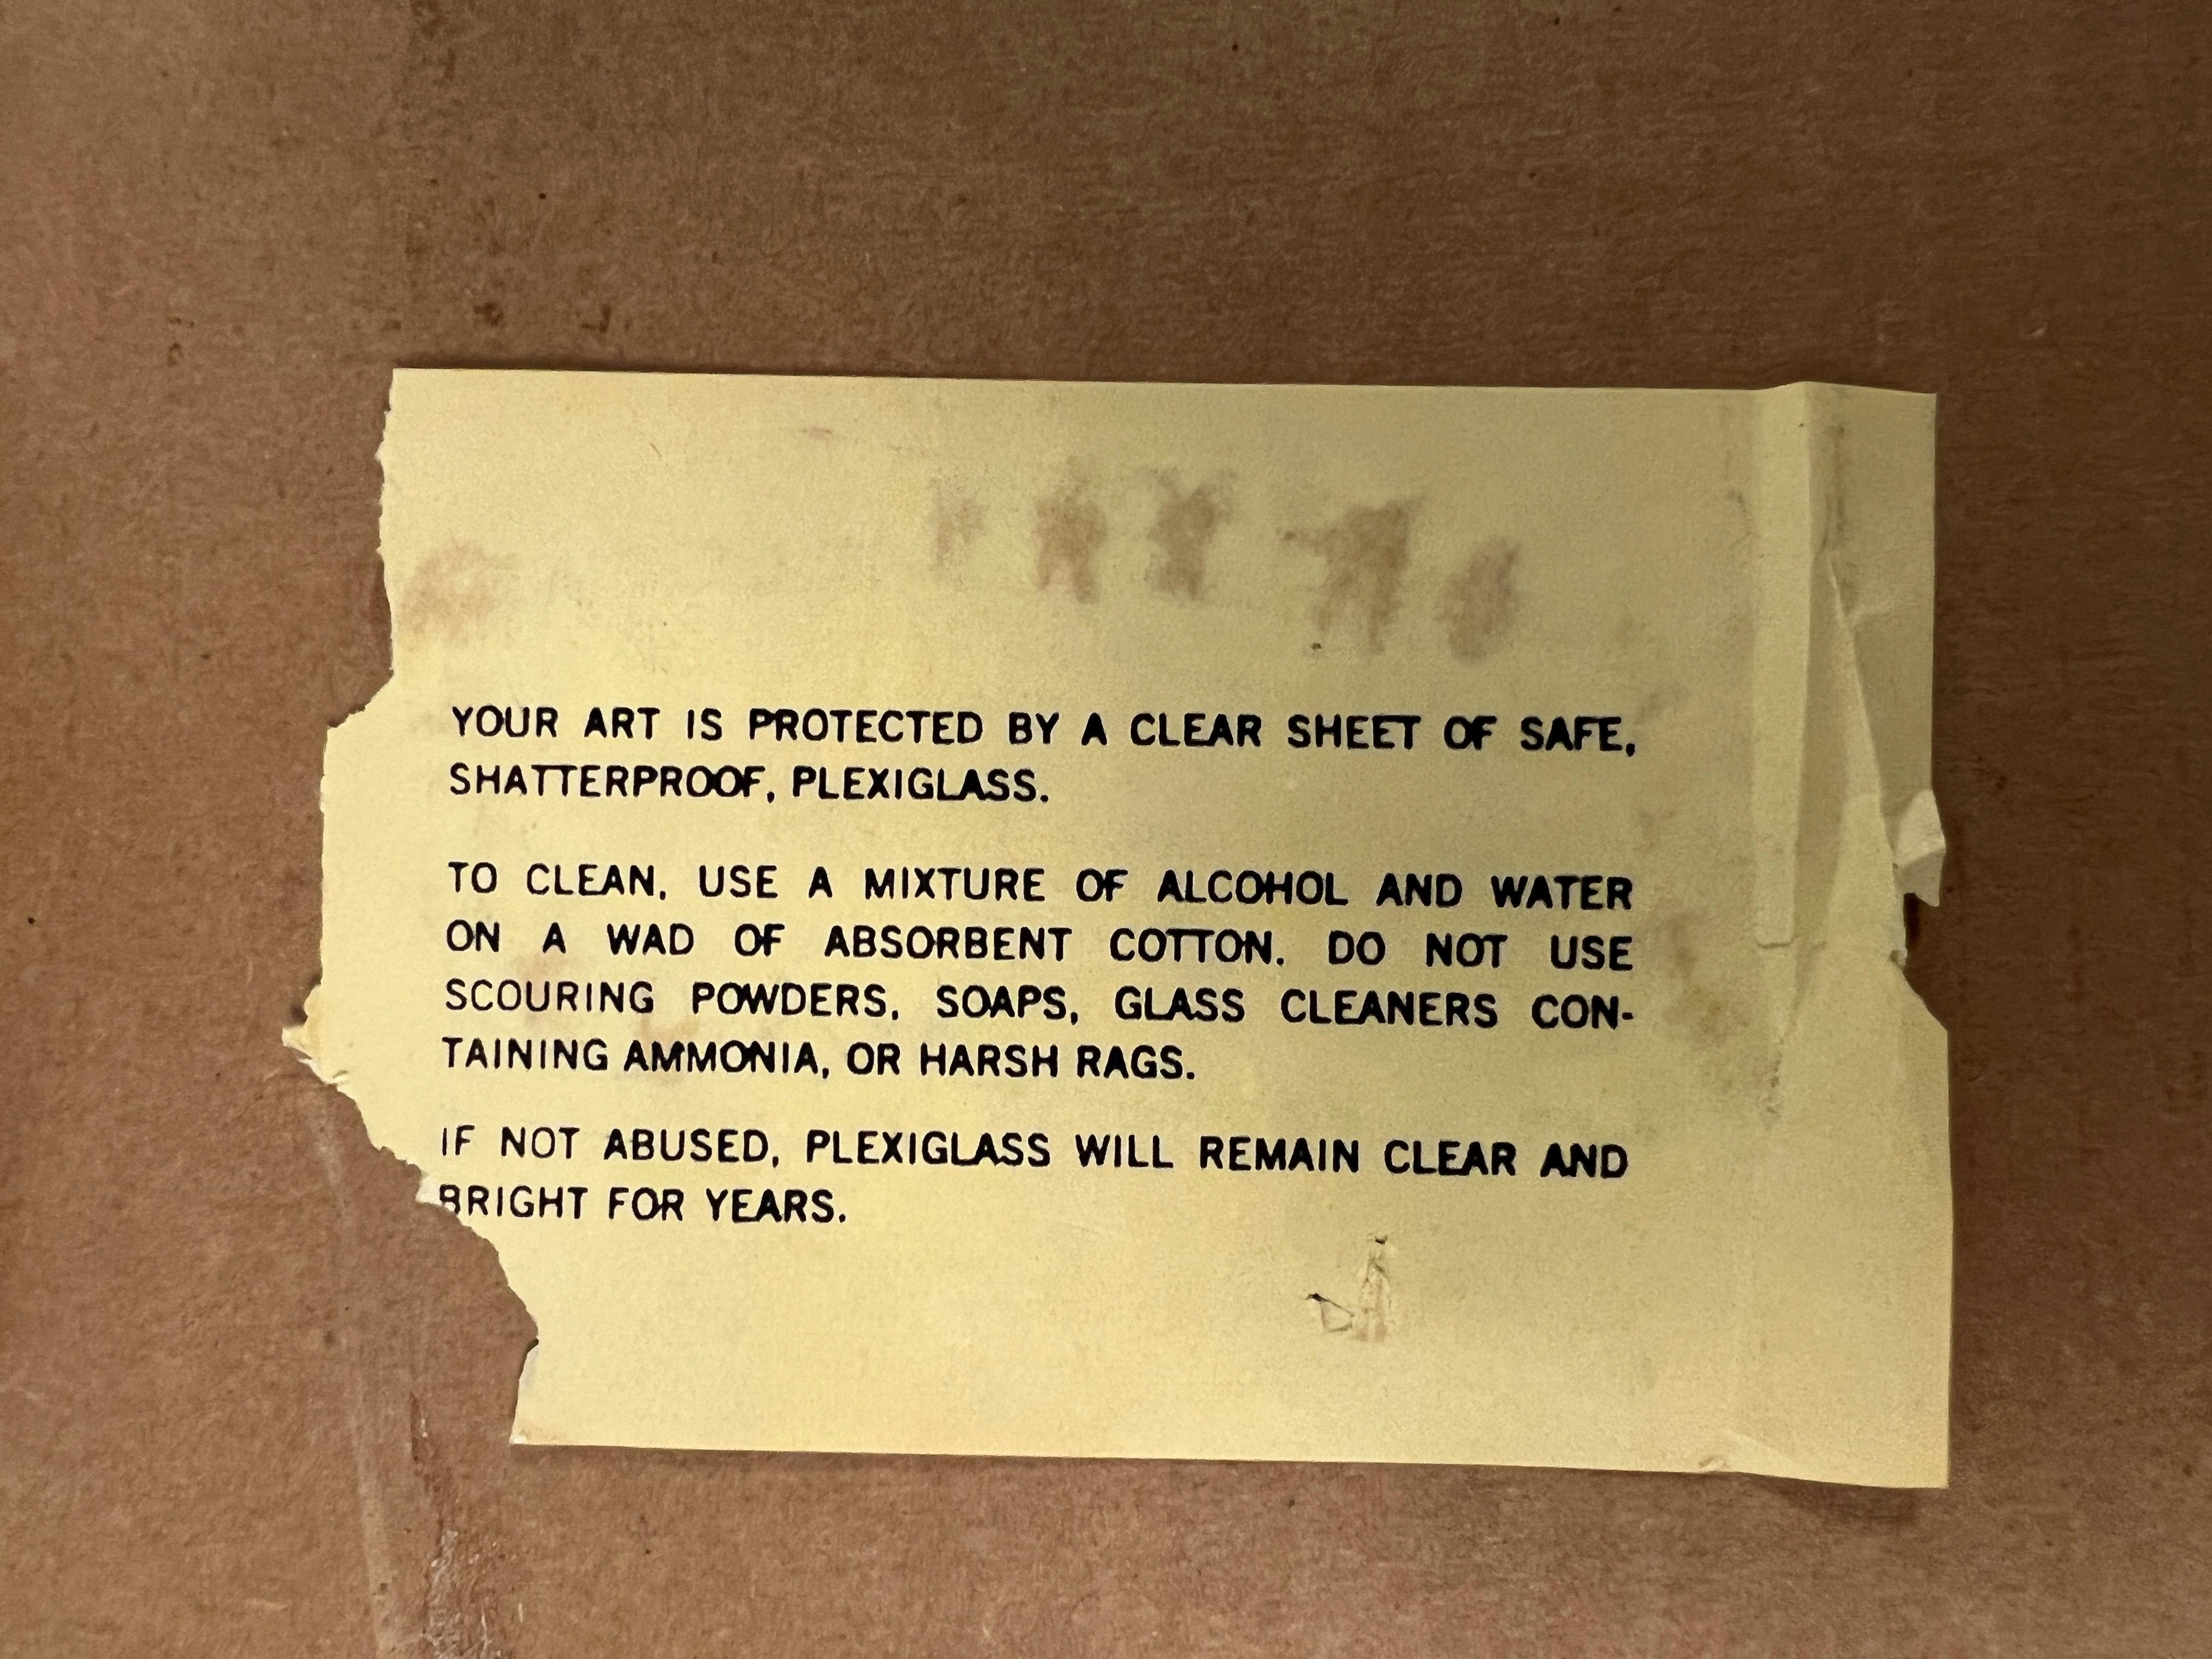 YOUR ART IS PROTECTED BY A CLEAR SHEET OF SAFE,
SHATTERPROOF, PLEXIGLASS.
TO CLEAN, USE A MIXTURE OF ALCOHOL AND WATER
ON A WAD OF ABSORBENT COTTON. DO NOT USE
SCOURING POWDERS, SOAPS, GLASS CLEANERS CON-
TAINING AMMONIA, OR HARSH RAGS.
IF NOT ABUSED, PLEXIGLASS WILL REMAIN CLEAR AND
BRIGHT FOR YEARS.